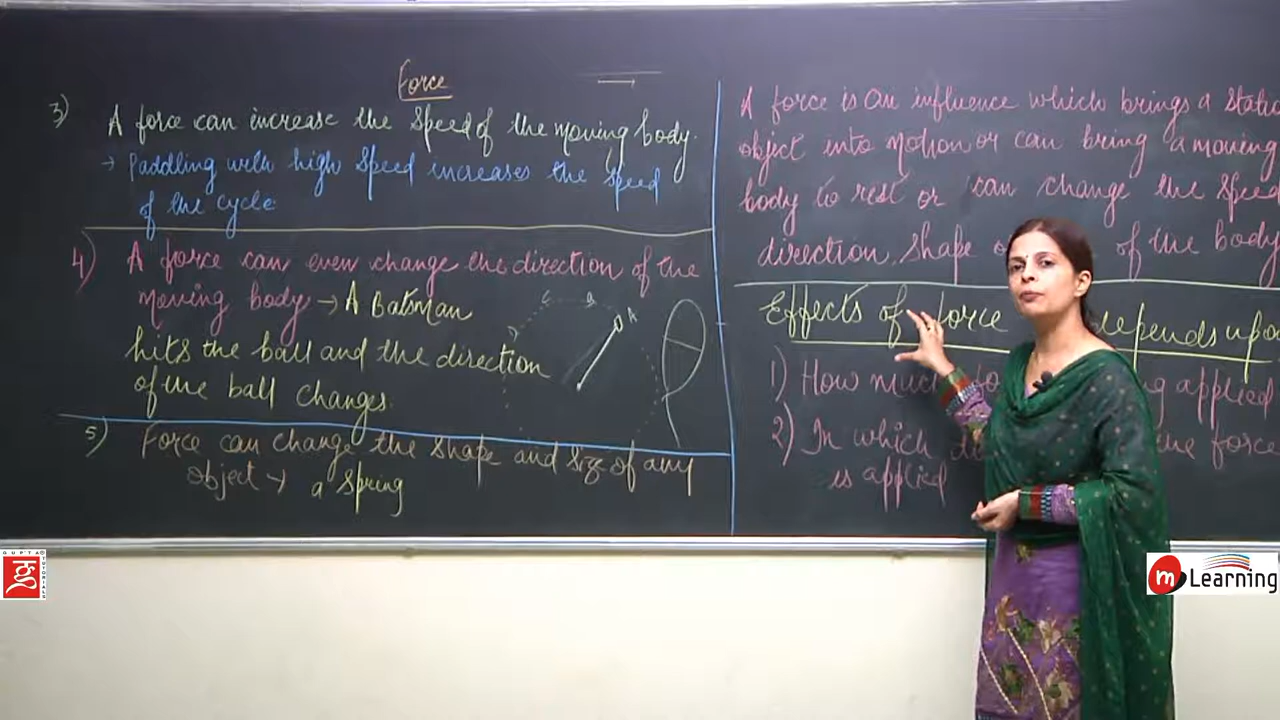 Force
3) A force can increase the speed of the moving body.
→ Paddling with high speed increases the speed
of the cycle
4) A force can even change the direction of the
moving body → A Batsman
hits the ball and the direction
of the ball changes.
5) Force can change the shape and size of any
object → a spring
A
A force is an influence which brings a static
object into motion or can bring a moving
body to rest or can change the speed
direction, shape of the body
Effects of force depends upon
1) How much applied
2) In which the force
is applied
GUPTA TUTORIALS
m Learning